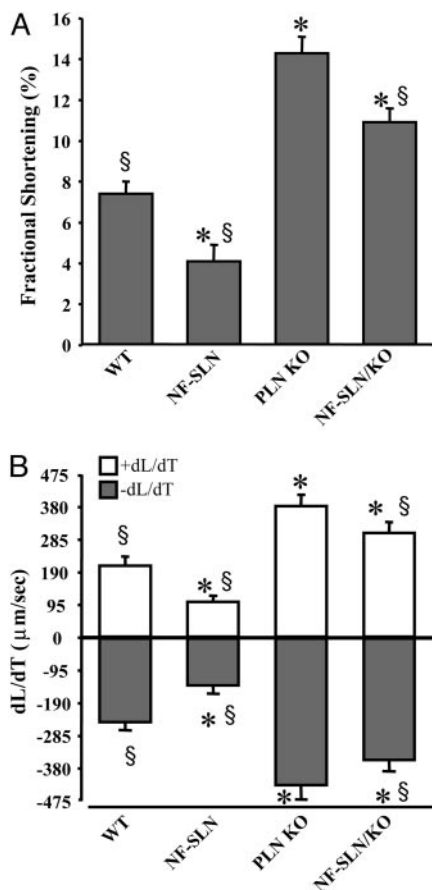 A
Fractional Shortening (%)
16
14
12
10
8
6
4
2
0
§
* §
*
* §
WT
NF-SLN
PLN KO
NF-SLN/KO
B
+dL/dT
-dL/dT
dL/dT (µm/sec)
475
380
285
190
95
0
-95
-190
-285
-380
-475
§
* §
*
* §
§
* §
*
* §
WT
NF-SLN
PLN KO
NF-SLN/KO